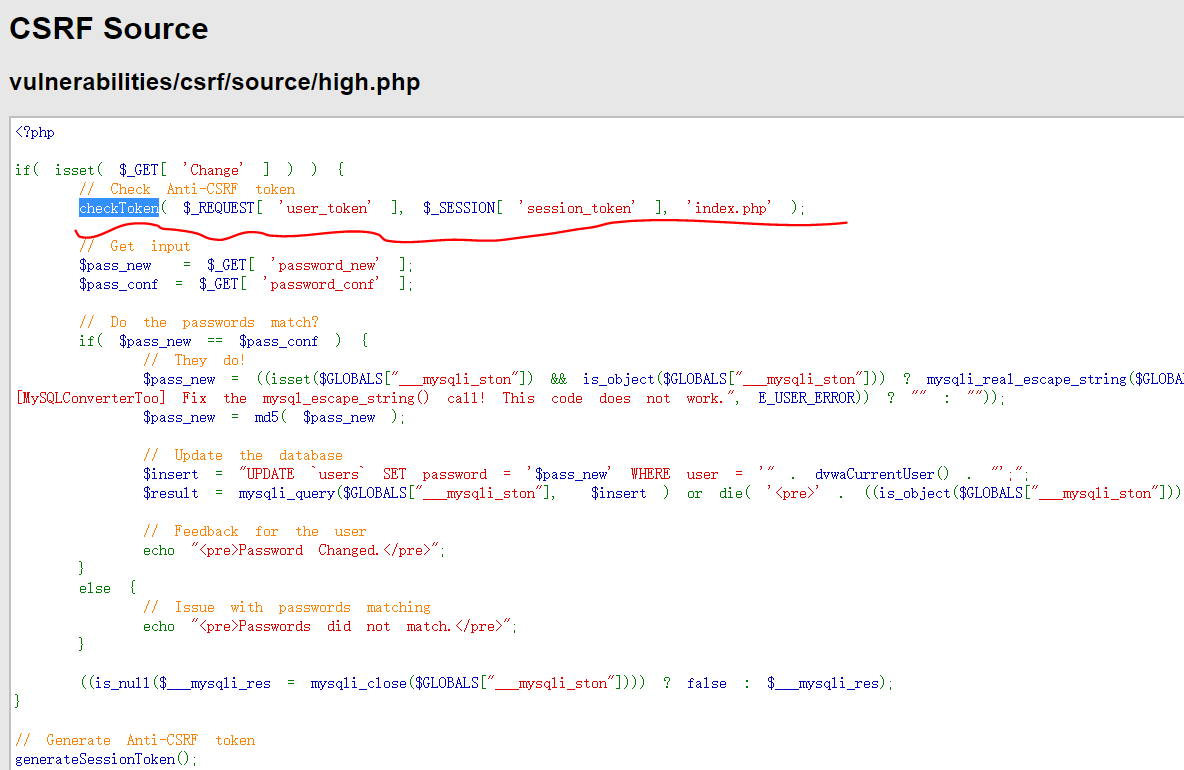 CSRF Source
vulnerabilities/csrf/source/high.php
<?php
if( isset( $_GET[ 'Change' ] ) ) {
// Check Anti-CSRF token
checkToken( $_REQUEST[ 'user_token' ], $_SESSION[ 'session_token' ], 'index.php' );
// Get input
$pass_new = $_GET[ 'password_new' ];
$pass_conf = $_GET[ 'password_conf' ];
// Do the passwords match?
if( $pass_new == $pass_conf ) {
// They do!
$pass_new = ((isset($GLOBALS["___mysqli_ston"]) && is_object($GLOBALS["___mysqli_ston"])) ? mysqli_real_escape_string($GLOBA
[MySQLConverterToo] Fix the mysql_escape_string() call! This code does not work.", E_USER_ERROR)) ? "" : ""));
$pass_new = md5( $pass_new );
// Update the database
$insert = "UPDATE `users` SET password = '$pass_new' WHERE user = '" . dvwaCurrentUser() . "';";
$result = mysqli_query($GLOBALS["___mysqli_ston"], $insert ) or die( '<pre>' . ((is_object($GLOBALS["___mysqli_ston"]))
// Feedback for the user
echo "<pre>Password Changed.</pre>";
}
else {
// Issue with passwords matching
echo "<pre>Passwords did not match.</pre>";
}
((is_null($___mysqli_res = mysqli_close($GLOBALS["___mysqli_ston"]))) ? false : $___mysqli_res);
}
// Generate Anti-CSRF token
generateSessionToken();